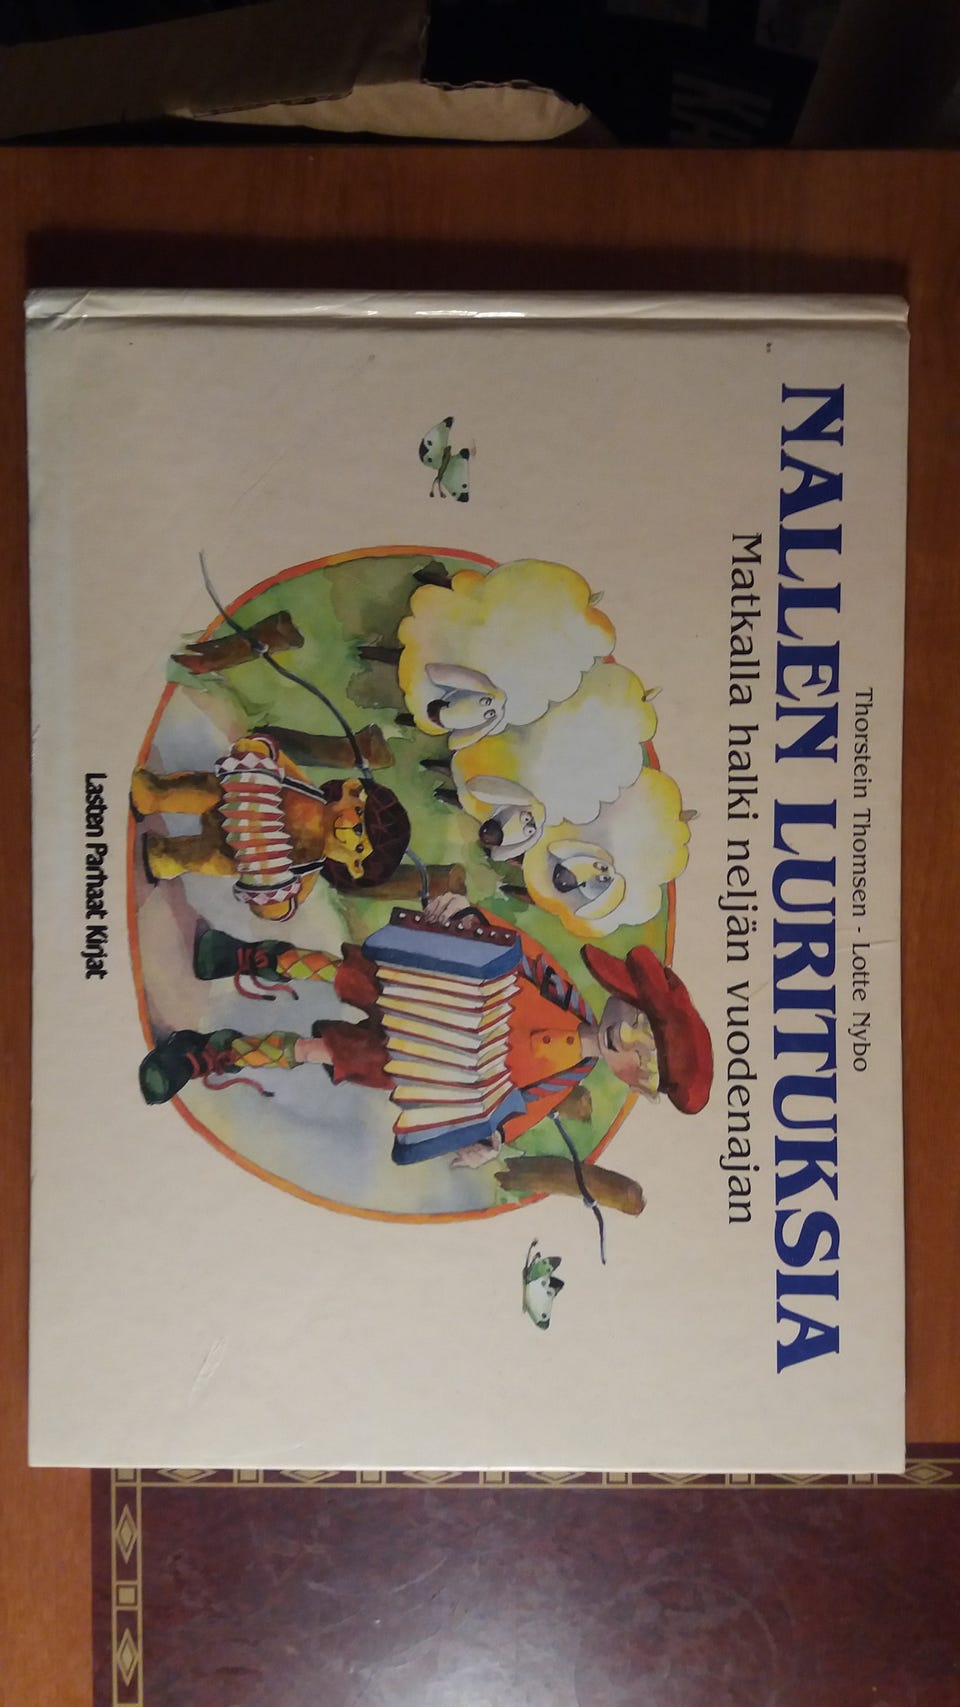 Thorstein Thomsen - Lotte Nybo
NALLEN LURITUKSIA
Matkalla halki neljän vuodenajan
Lasten Parhaat Kirjat